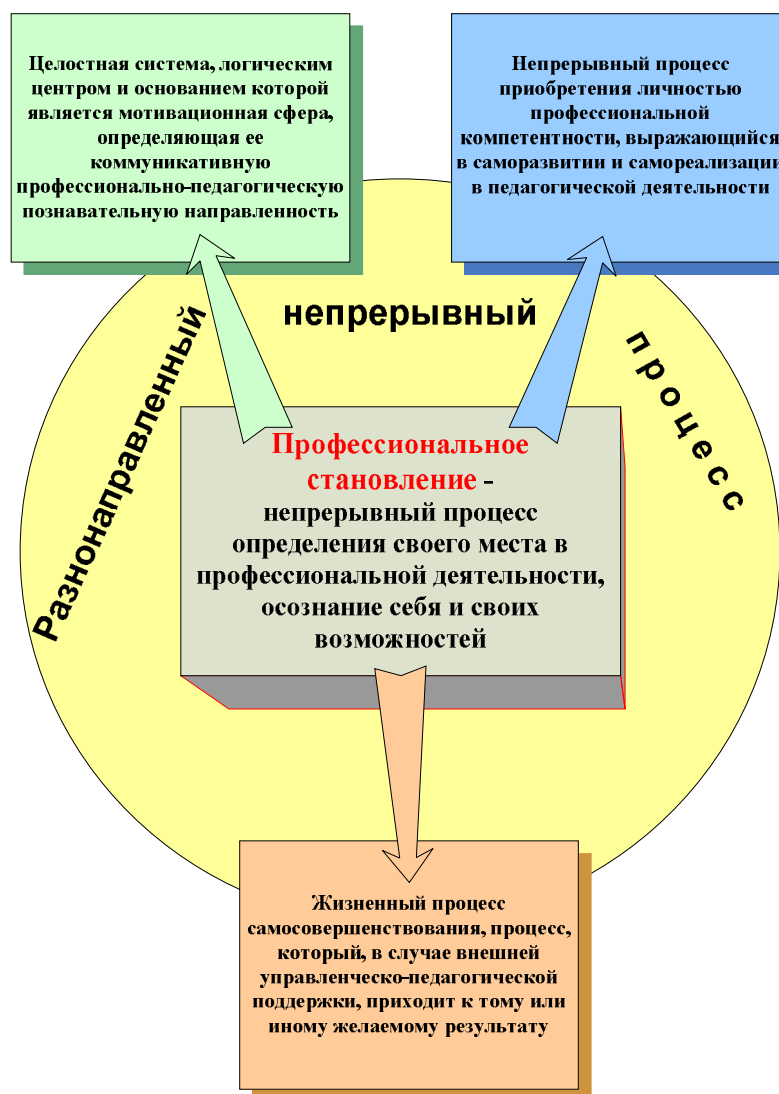 Целостная система, логическим
центром и основанием которой
является мотивационная сфера,
определяющая ее
коммуникативную
профессионально-педагогическую
познавательную направленность
Непрерывный процесс
приобретения личностью
профессиональной
компетентности, выражающийся
в саморазвитии и самореализации
в педагогической деятельности
Разнонаправленный
непрерывный
процесс
Профессиональное
становление -
непрерывный процесс
определения своего места в
профессиональной деятельности,
осознание себя и своих
возможностей
Жизненный процесс
самосовершенствования, процесс,
который, в случае внешней
управленческо-педагогической
поддержки, приходит к тому или
иному желаемому результату